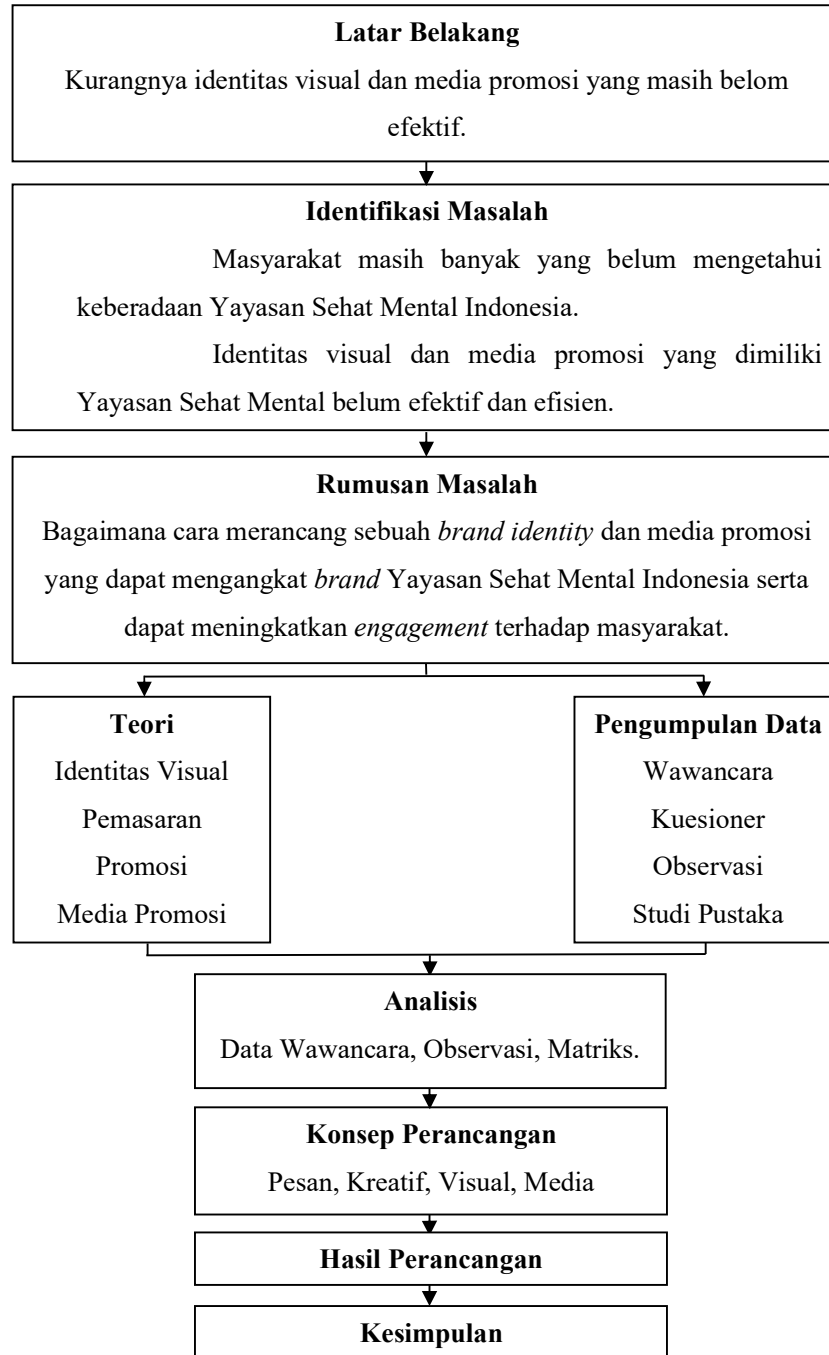 Latar Belakang
Kurangnya identitas visual dan media promosi yang masih belom
efektif.
Identifikasi Masalah
Masyarakat masih banyak yang belum mengetahui
keberadaan Yayasan Sehat Mental Indonesia.
Identitas visual dan media promosi yang dimiliki
Yayasan Sehat Mental belum efektif dan efisien.
Rumusan Masalah
Bagaimana cara merancang sebuah brand identity dan media promosi
yang dapat mengangkat brand Yayasan Sehat Mental Indonesia serta
dapat meningkatkan engagement terhadap masyarakat.
Teori
Identitas Visual
Pemasaran
Promosi
Media Promosi
Pengumpulan Data
Wawancara
Kuesioner
Observasi
Studi Pustaka
Analisis
Data Wawancara, Observasi, Matriks.
Konsep Perancangan
Pesan, Kreatif, Visual, Media
Hasil Perancangan
Kesimpulan